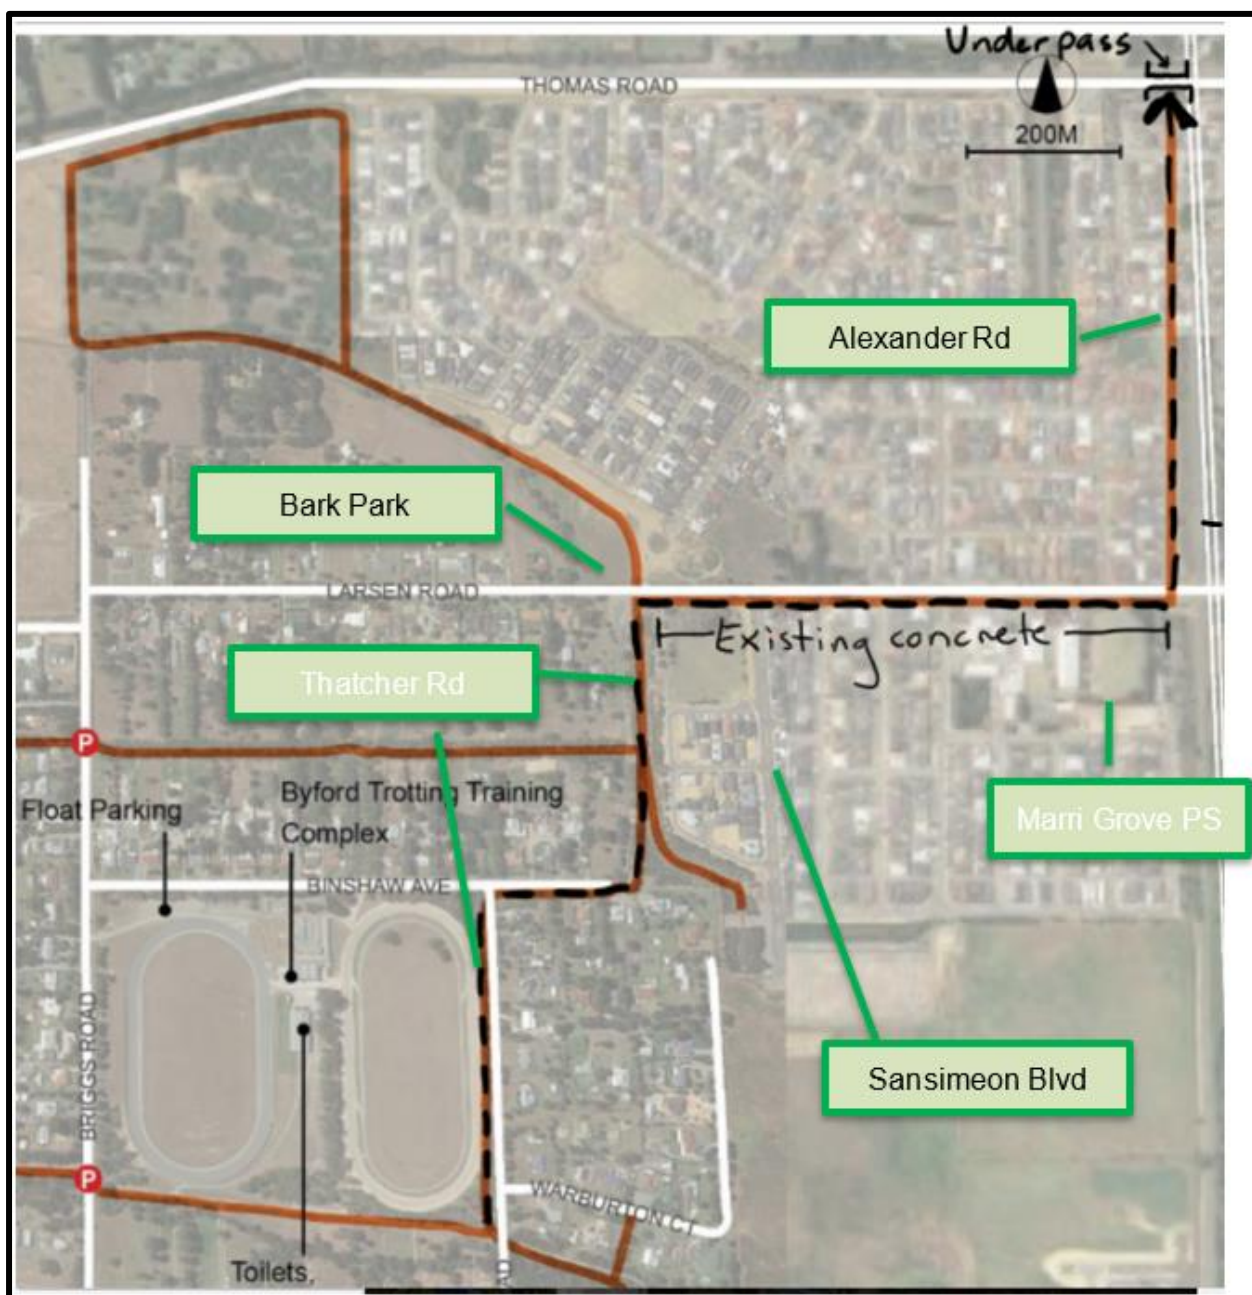 Underpass
THOMAS ROAD
200M
Alexander Rd
Bark Park
LARSEN ROAD
Existing concrete
Thatcher Rd
P
Byford Trotting Training
Complex
Float Parking
Marri Grove PS
BINSHAW AVE
BRIGGS ROAD
Sansimeon Blvd
P
WARBURTON CT
Toilets,
AD